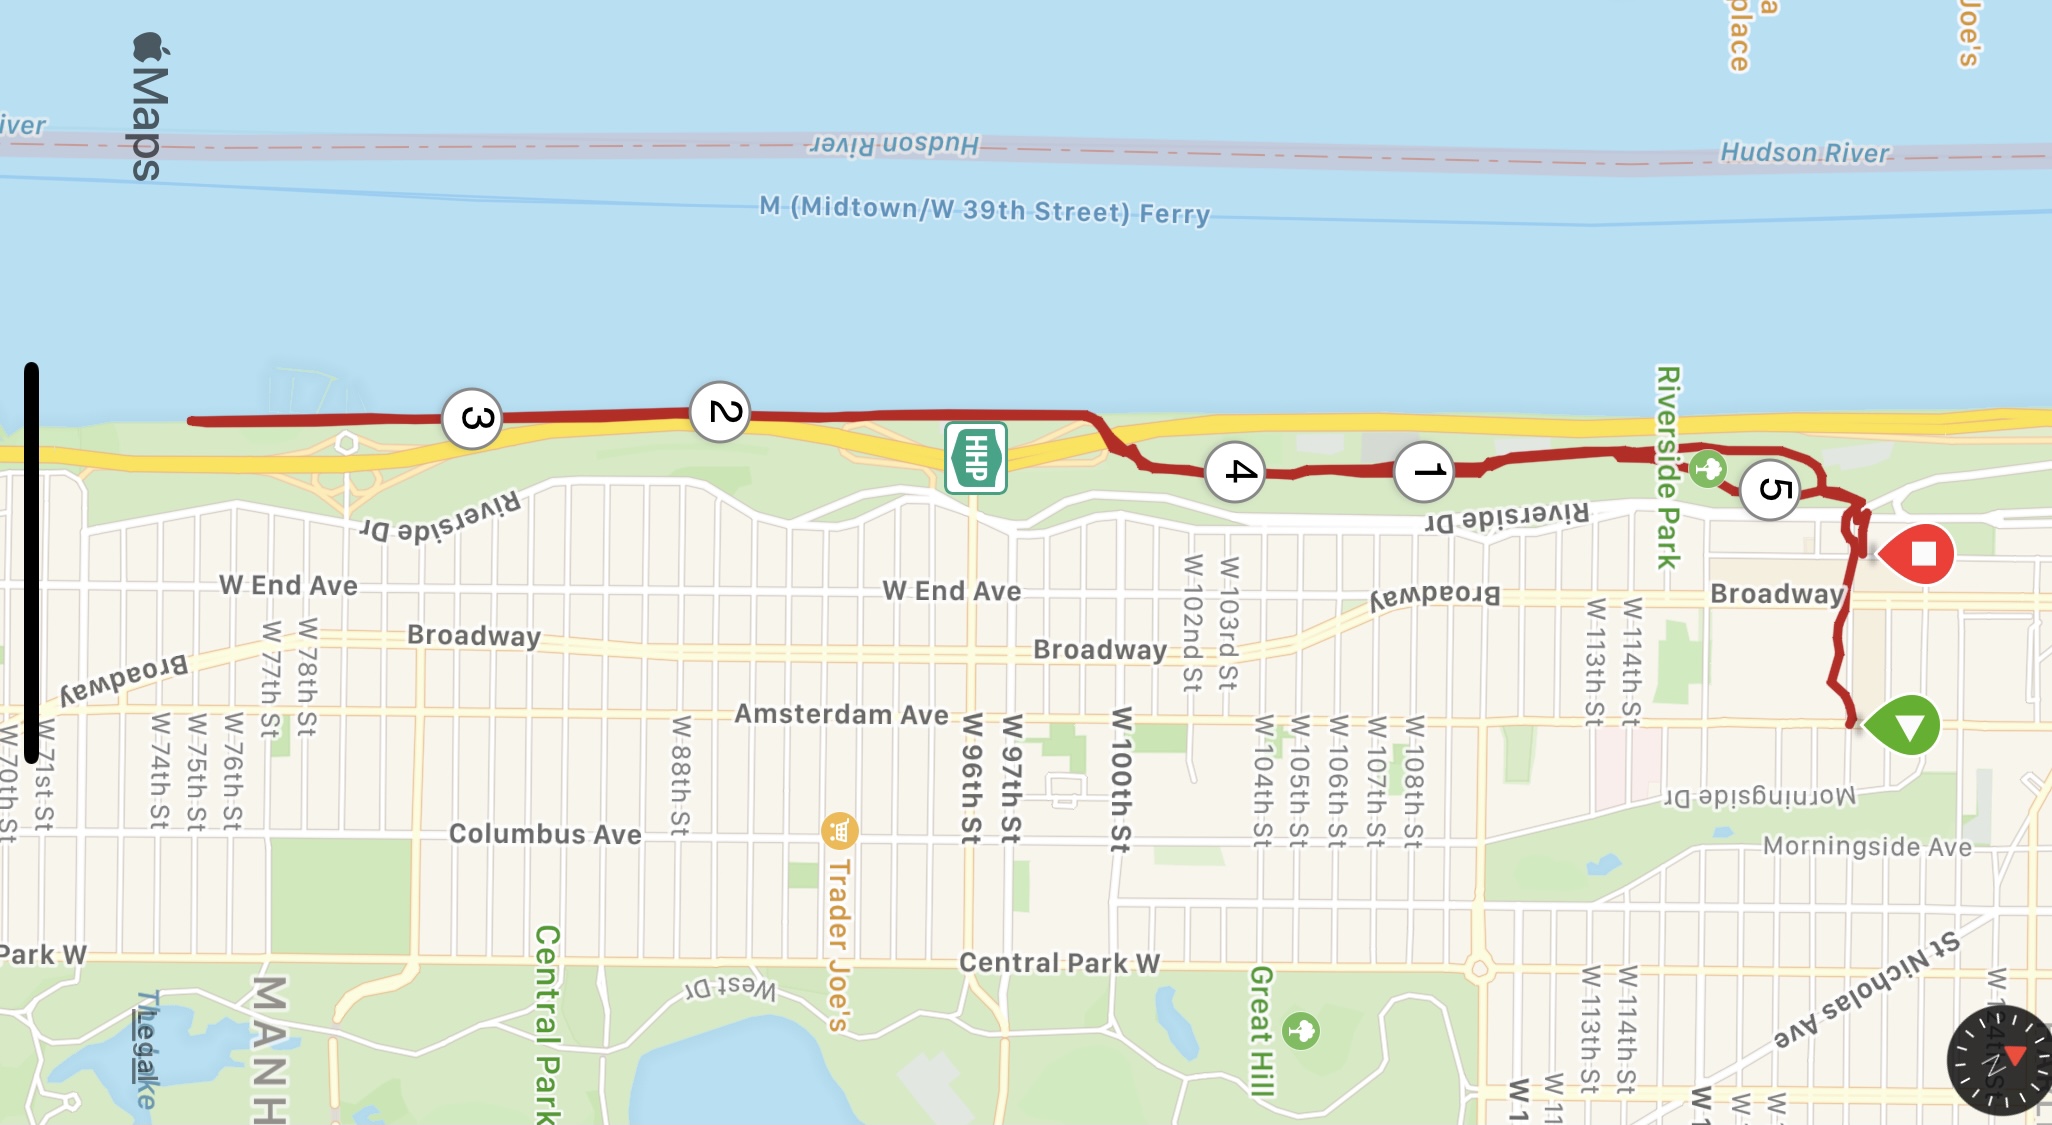 Maps
Joe's
a
place
iver
Hudson River
Hudson River
M (Midtown/W 39th Street) Ferry
3
2
HHP
4
1
5
Riverside Park
Riverside Dr
Riverside Dr
W End Ave
W End Ave
W 102nd St
W 103rd St
Broadway
Broadway
W 113th St
W 114th St
W 77th St
W 78th St
Broadway
Broadway
Broadway
Amsterdam Ave
W 70th St
W 71st St
W 74th St
W 75th St
W 76th St
W 88th St
W 96th St
W 97th St
W 100th St
W 104th St
W 105th St
W 106th St
W 107th St
W 108th St
Morningside Dr
Morningside Ave
Columbus Ave
Trader Joe's
Park W
Central Park W
Central Park
West Dr
Great Hill
W 113th St
W 114th St
St Nicholas Ave
W 124th St
MANH
Legal
W 1
W 11
W 1
W
W
N